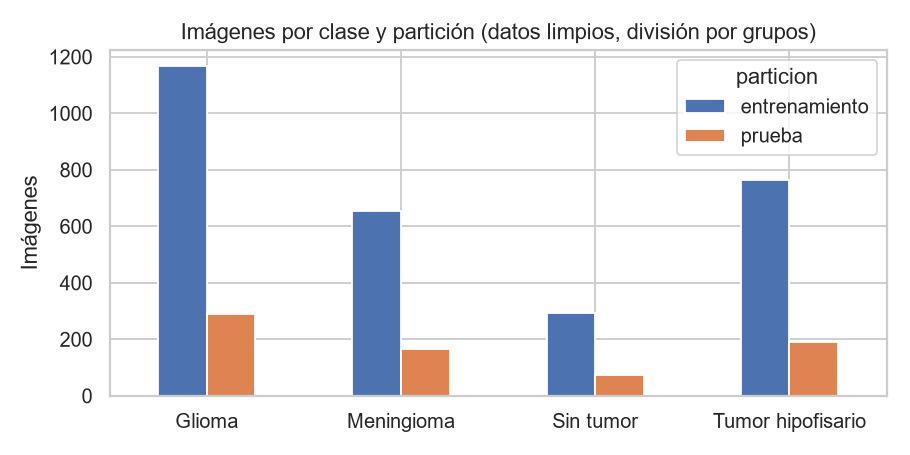 Imágenes por clase y partición (datos limpios, división por grupos)
particion
entrenamiento
prueba
Imágenes
1200
1000
800
600
400
200
0
Glioma
Meningioma
Sin tumor
Tumor hipofisario